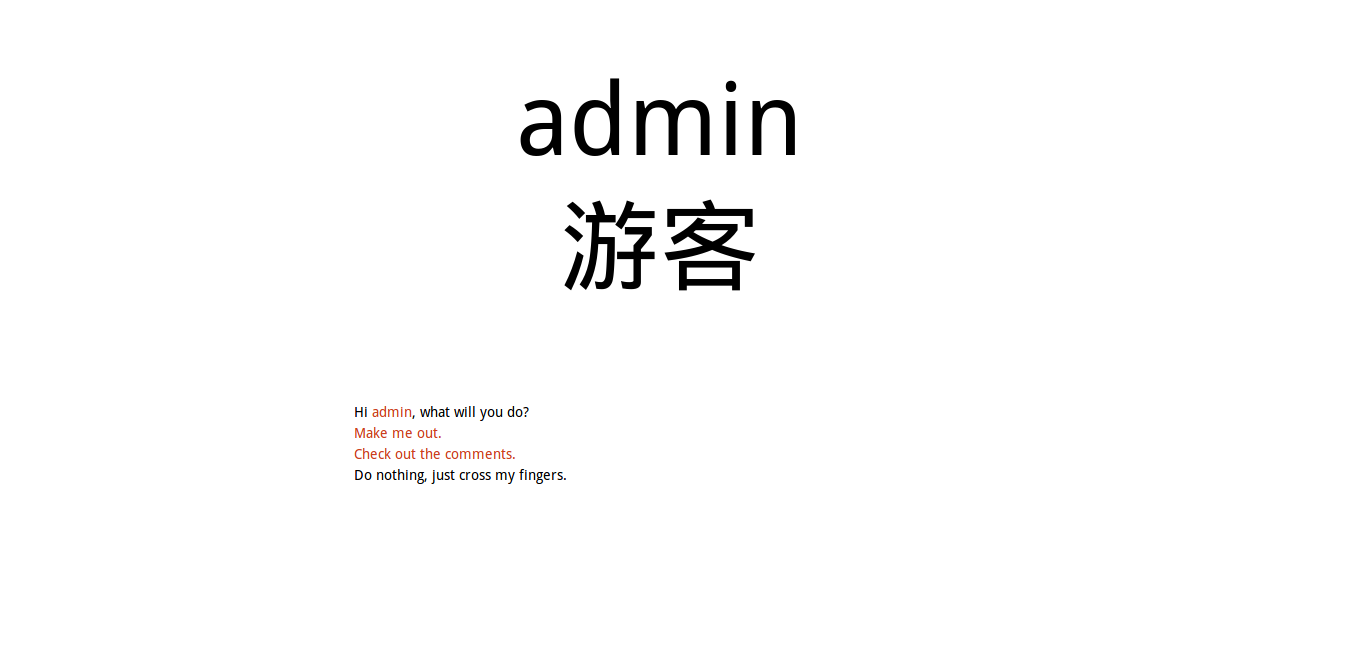 admin
游客
Hi admin, what will you do?
Make me out.
Check out the comments.
Do nothing, just cross my fingers.